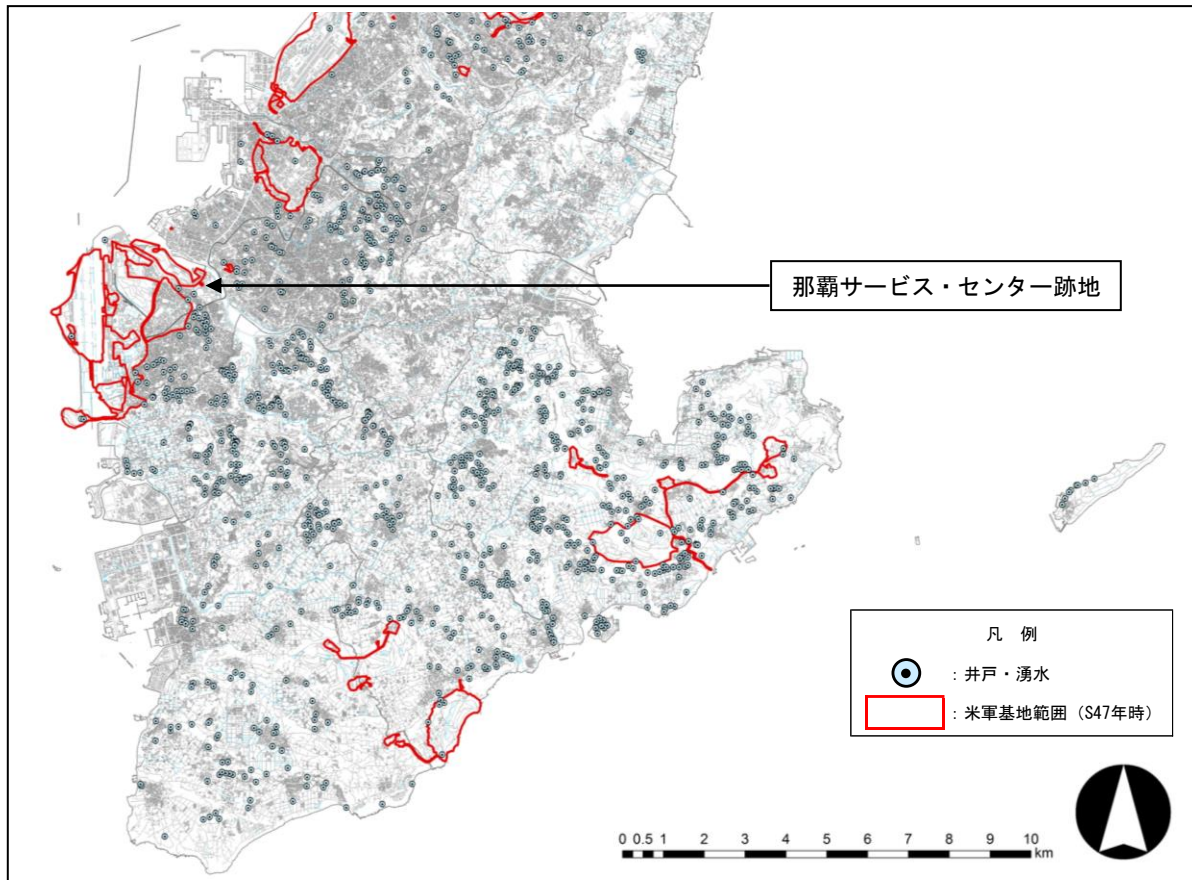 那覇サービス・センター跡地
凡 例
：井戸・湧水
：米軍基地範囲（S47年時）
0 0.5 1 2 3 4 5 6 7 8 9 10
km